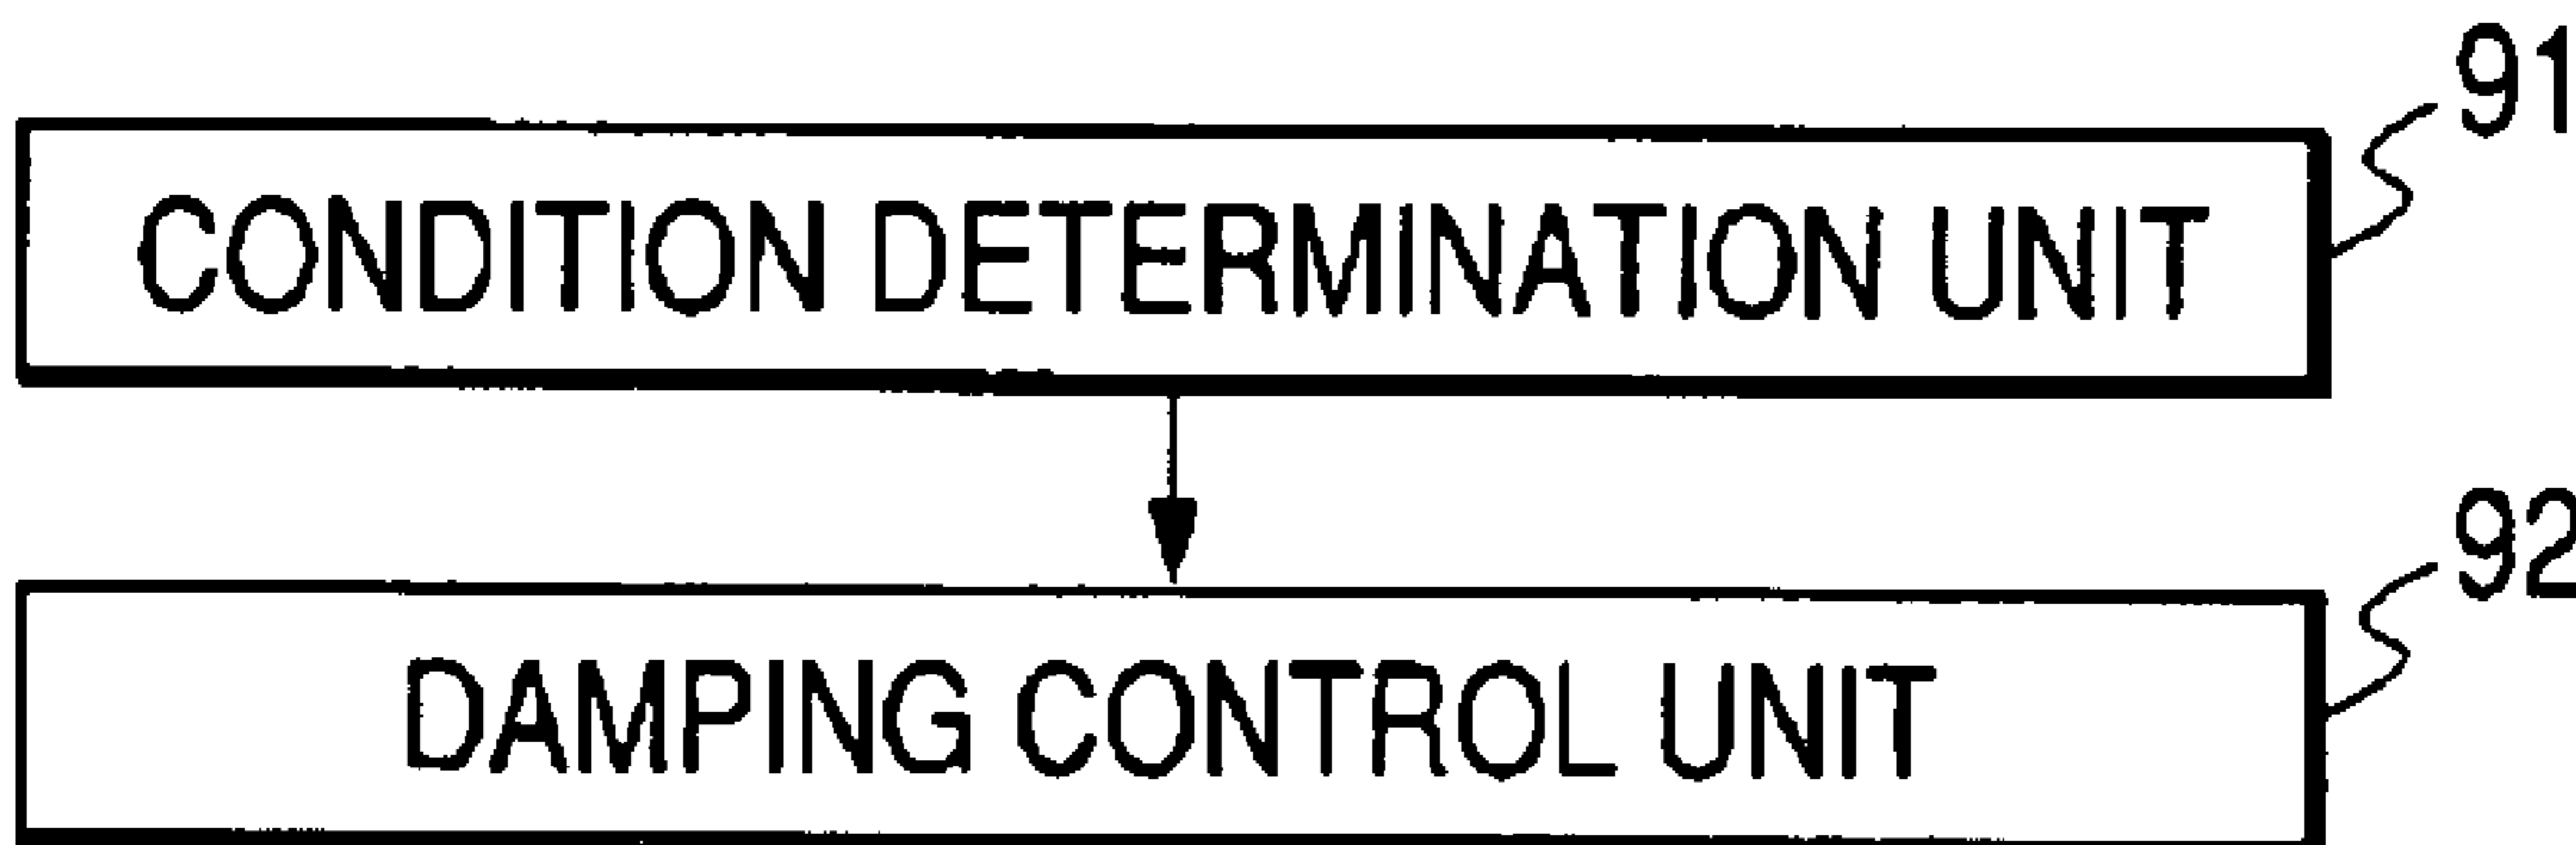 91
CONDITION DETERMINATION UNIT
92
DAMPING CONTROL UNIT